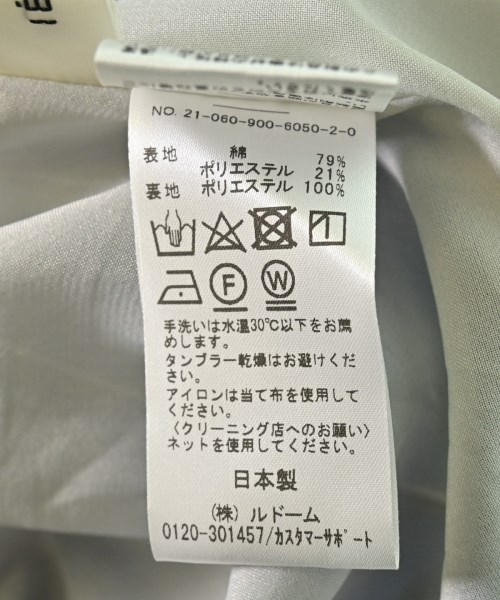 NO. 21-060-900-6050-2-0
表地 綿 79%
ポリエステル 21%
裏地 ポリエステル 100%
F W
手洗いは水温30℃以下をお薦
めします。
タンブラー乾燥はお避けくだ
さい。
アイロンは当て布を使用して
ください。
〈クリーニング店へのお願い〉
ネットを使用してください。
日本製
(株) ルドーム
0120-301457/カスタマーサポート